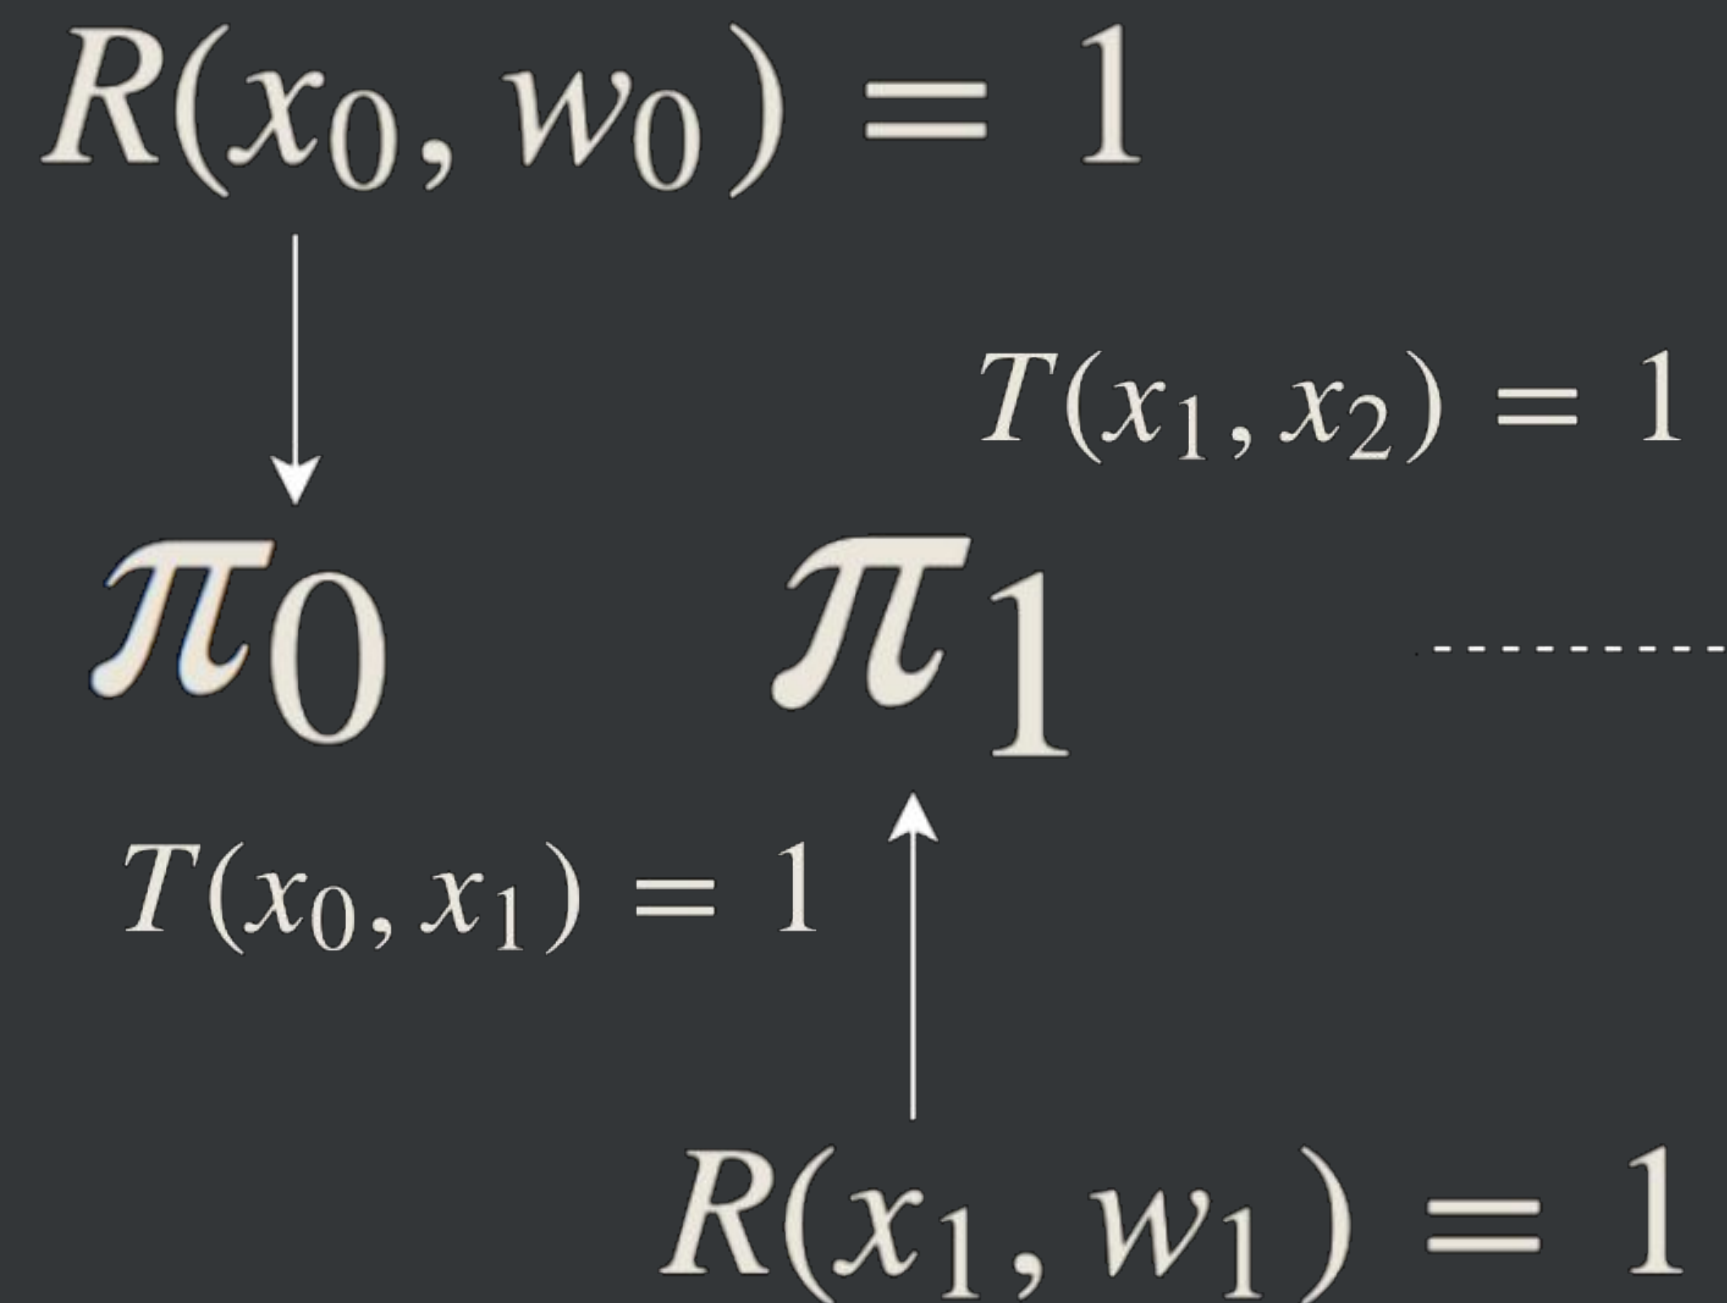 R(x₀, w₀) = 1
T(x₁, x₂) = 1
π₀ π₁
T(x₀, x₁) = 1
R(x₁, w₁) = 1